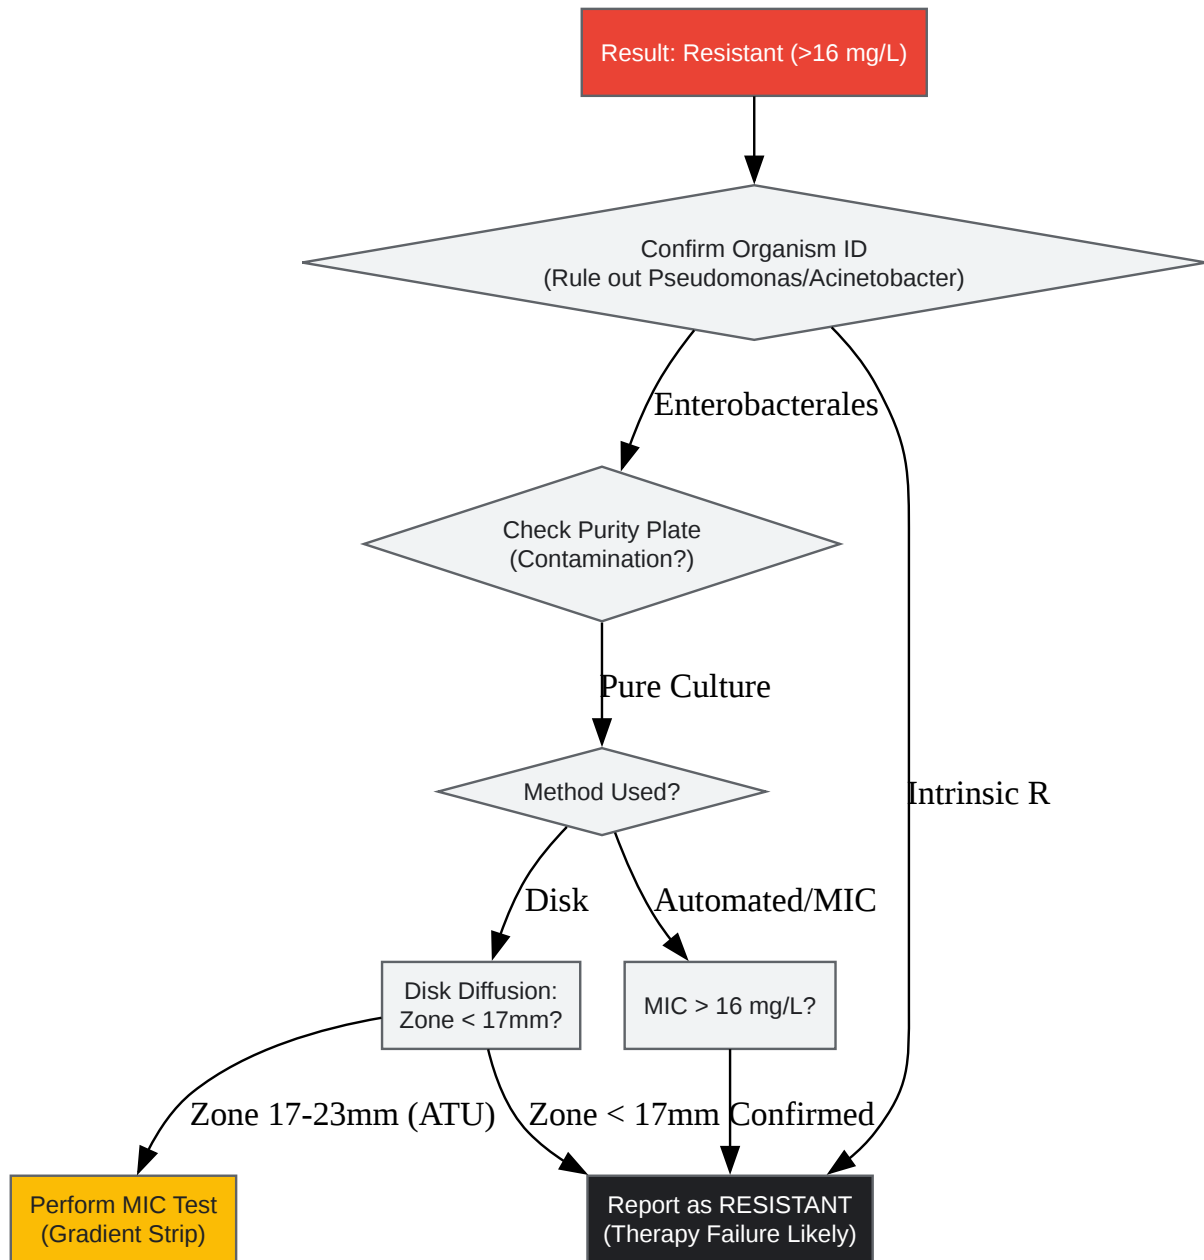 Result: Resistant (>16 mg/L)
Confirm Organism ID
(Rule out Pseudomonas/Acinetobacter)
Enterobacterales
Check Purity Plate
(Contamination?)
Pure Culture
Method Used?
Intrinsic R
Disk
Automated/MIC
Disk Diffusion:
Zone < 17mm?
MIC > 16 mg/L?
Zone 17-23mm (ATU)
Zone < 17mm
Confirmed
Perform MIC Test
(Gradient Strip)
Report as RESISTANT
(Therapy Failure Likely)